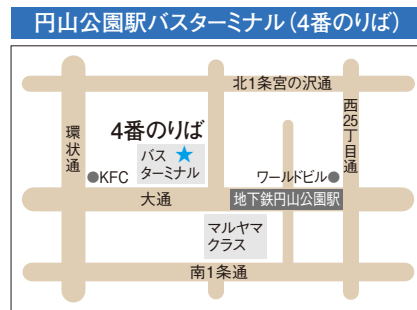 円山公園駅バスターミナル（4番のりば）
北1条宮の沢通
西25丁目通
環状通
4番のりば
バス
ターミナル
KFC
ワールドビル
大通
地下鉄円山公園駅
マルヤマ
クラス
南1条通